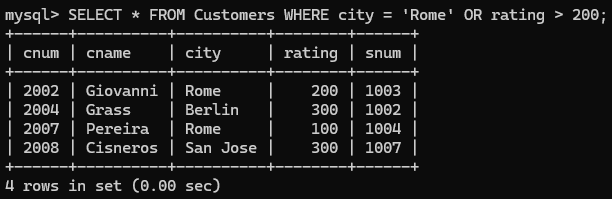 mysql> SELECT * FROM Customers WHERE city = 'Rome' OR rating > 200;
+------+----------+----------+--------+------+
| cnum | cname    | city     | rating | snum |
+------+----------+----------+--------+------+
| 2002 | Giovanni | Rome     |    200 | 1003 |
| 2004 | Grass    | Berlin   |    300 | 1002 |
| 2007 | Pereira  | Rome     |    100 | 1004 |
| 2008 | Cisneros | San Jose |    300 | 1007 |
+------+----------+----------+--------+------+
4 rows in set (0.00 sec)